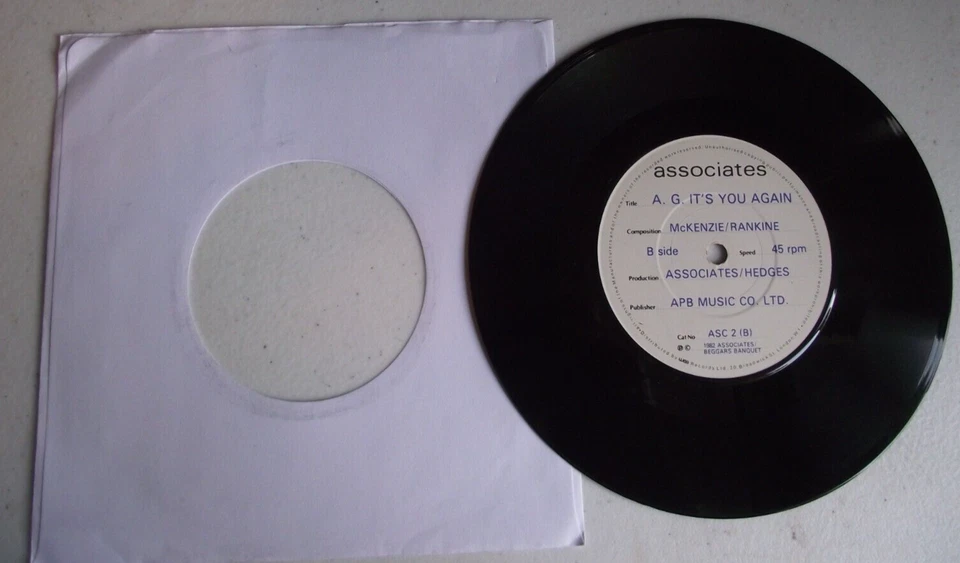 associates
Title A. G. IT'S YOU AGAIN
Composition McKENZIE/RANKINE
B side Speed 45 rpm
Production ASSOCIATES/HEDGES
Publisher APB MUSIC CO. LTD.
Cat No ASC 2 (B)
℗ © 1982 ASSOCIATES/
BEGGARS BANQUET